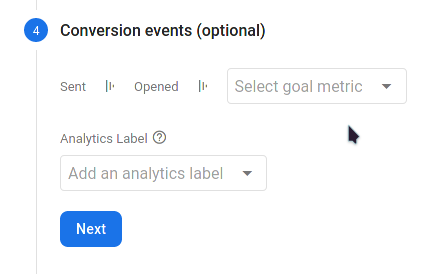 4 Conversion events (optional)
Sent Opened Select goal metric
Analytics Label ?
Add an analytics label
Next